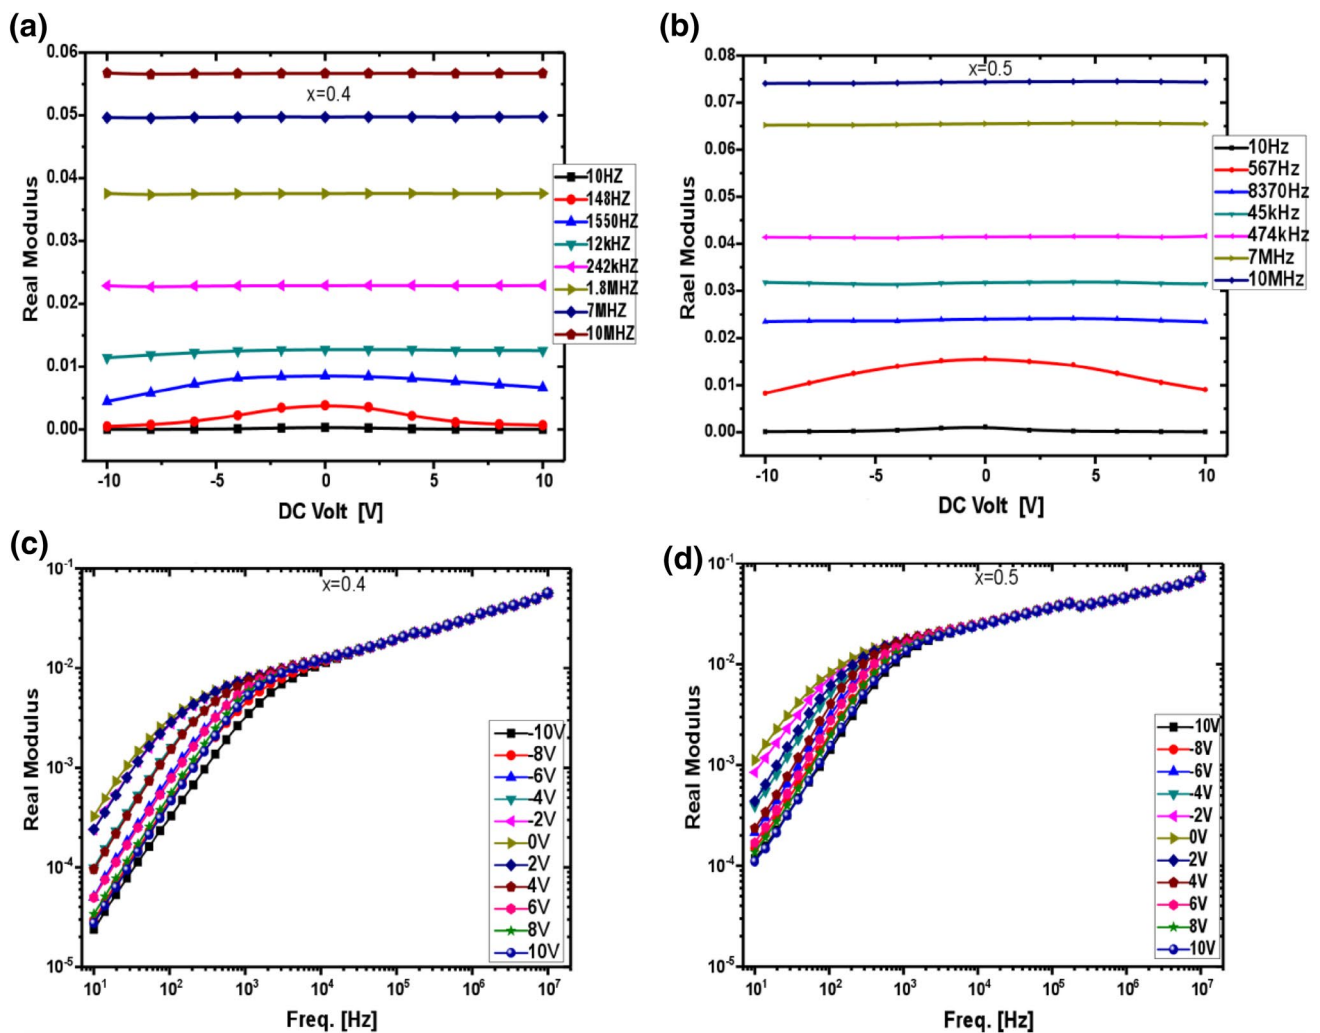 (a)
0.06
0.05
0.04
0.03
0.02
0.01
0.00
Real Modulus
x=0.4
10HZ
148HZ
1550HZ
12kHZ
242kHZ
1.8MHZ
7MHZ
10MHZ
-10 -5 0 5 10
DC Volt [V]
(b)
0.08
0.07
0.06
0.05
0.04
0.03
0.02
0.01
0.00
Rael Modulus
x=0.5
10Hz
567Hz
8370Hz
45kHz
474kHz
7MHz
10MHz
-10 -5 0 5 10
DC Volt [V]
(c)
10-1
10-2
10-3
10-4
10-5
Real Modulus
x=0.4
-10V
-8V
-6V
-4V
-2V
0V
2V
4V
6V
8V
10V
10¹ 10² 10³ 10⁴ 10⁵ 10⁶ 10⁷
Freq. [Hz]
(d)
10-1
10-2
10-3
10-4
10-5
Real Modulus
x=0.5
-10V
-8V
-6V
-4V
-2V
0V
2V
4V
6V
8V
10V
10¹ 10² 10³ 10⁴ 10⁵ 10⁶ 10⁷
Freq. [Hz]